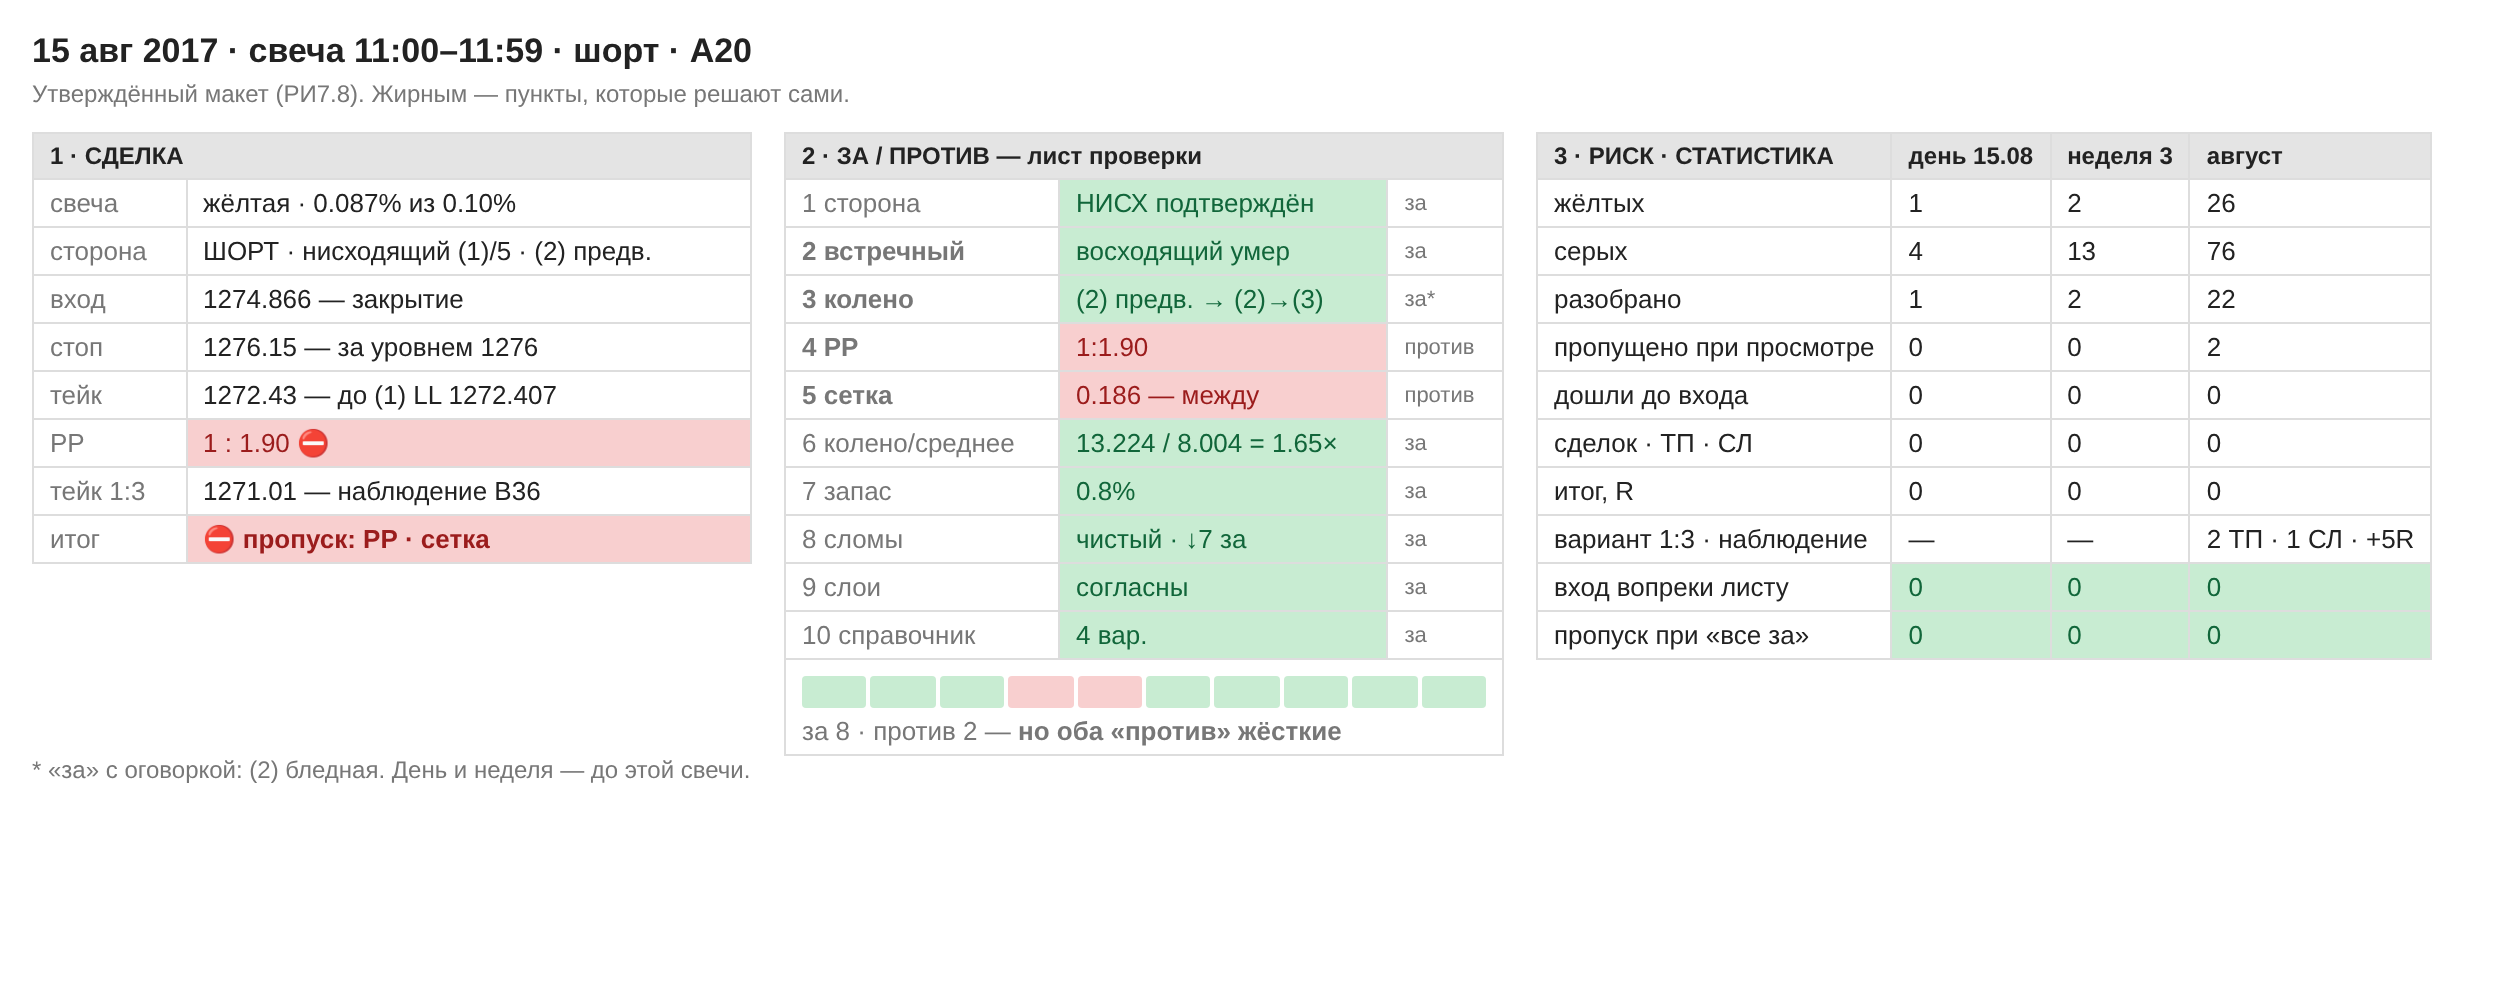 15 авг 2017 · свеча 11:00–11:59 · шорт · А20
Утверждённый макет (РИ7.8). Жирным — пункты, которые решают сами.
1 · СДЕЛКА
свеча жёлтая · 0.087% из 0.10%
сторона ШОРТ · нисходящий (1)/5 · (2) предв.
вход 1274.866 — закрытие
стоп 1276.15 — за уровнем 1276
тейк 1272.43 — до (1) LL 1272.407
РР 1 : 1.90 ⛔
тейк 1:3 1271.01 — наблюдение В36
итог ⛔ пропуск: РР · сетка
2 · ЗА / ПРОТИВ — лист проверки
1 сторона НИСХ подтверждён за
2 встречный восходящий умер за
3 колено (2) предв. → (2)→(3) за*
4 РР 1:1.90 против
5 сетка 0.186 — между против
6 колено/среднее 13.224 / 8.004 = 1.65× за
7 запас 0.8% за
8 сломы чистый · ↓7 за за
9 слои согласны за
10 справочник 4 вар. за
за 8 · против 2 — но оба «против» жёсткие
3 · РИСК · СТАТИСТИКА день 15.08 неделя 3 август
жёлтых 1 2 26
серых 4 13 76
разобрано 1 2 22
пропущено при просмотре 0 0 2
дошли до входа 0 0 0
сделок · ТП · СЛ 0 0 0
итог, R 0 0 0
вариант 1:3 · наблюдение — — 2 ТП · 1 СЛ · +5R
вход вопреки листу 0 0 0
пропуск при «все за» 0 0 0
* «за» с оговоркой: (2) бледная. День и неделя — до этой свечи.